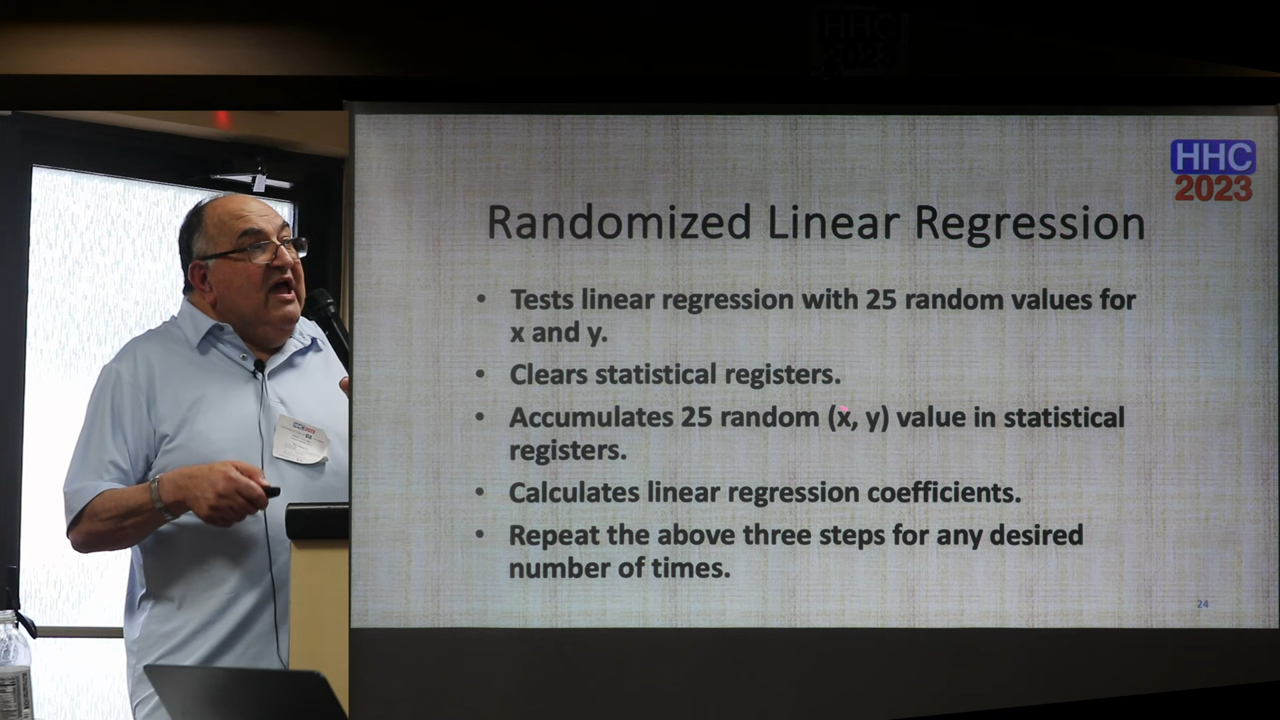 HHC
2023
HHC
2023
Randomized Linear Regression
• Tests linear regression with 25 random values for
x and y.
• Clears statistical registers.
• Accumulates 25 random (x, y) value in statistical
registers.
• Calculates linear regression coefficients.
• Repeat the above three steps for any desired
number of times.
24